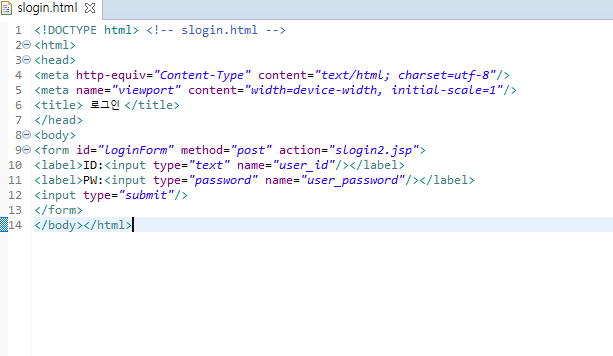 slogin.html
1 <!DOCTYPE html> <!-- slogin.html -->
2 <html>
3 <head>
4 <meta http-equiv="Content-Type" content="text/html; charset=utf-8"/>
5 <meta name="viewport" content="width=device-width, initial-scale=1"/>
6 <title> 로그인 </title>
7 </head>
8 <body>
9 <form id="loginForm" method="post" action="slogin2.jsp">
10 <label>ID:<input type="text" name="user_id"/></label>
11 <label>PW:<input type="password" name="user_password"/></label>
12 <input type="submit"/>
13 </form>
14 </body></html>